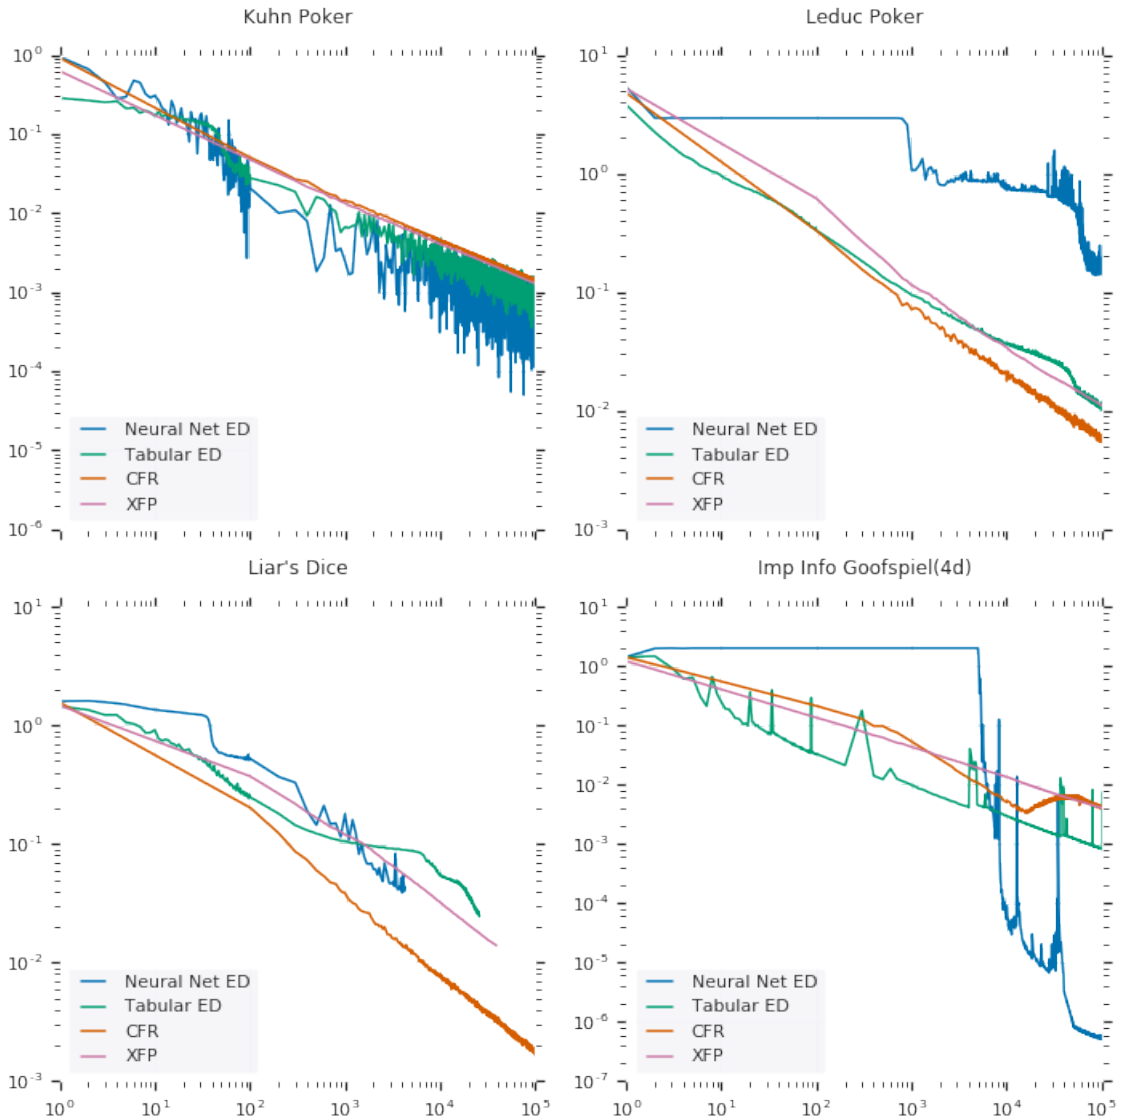 Kuhn Poker
10^0
10^-1
10^-2
10^-3
10^-4
10^-5
10^-6
Neural Net ED
Tabular ED
CFR
XFP
Leduc Poker
10^1
10^0
10^-1
10^-2
10^-3
Neural Net ED
Tabular ED
CFR
XFP
Liar's Dice
10^1
10^0
10^-1
10^-2
10^-3
Neural Net ED
Tabular ED
CFR
XFP
10^0 10^1 10^2 10^3 10^4 10^5
Imp Info Goofspiel(4d)
10^1
10^0
10^-1
10^-2
10^-3
10^-4
10^-5
10^-6
10^-7
Neural Net ED
Tabular ED
CFR
XFP
10^0 10^1 10^2 10^3 10^4 10^5